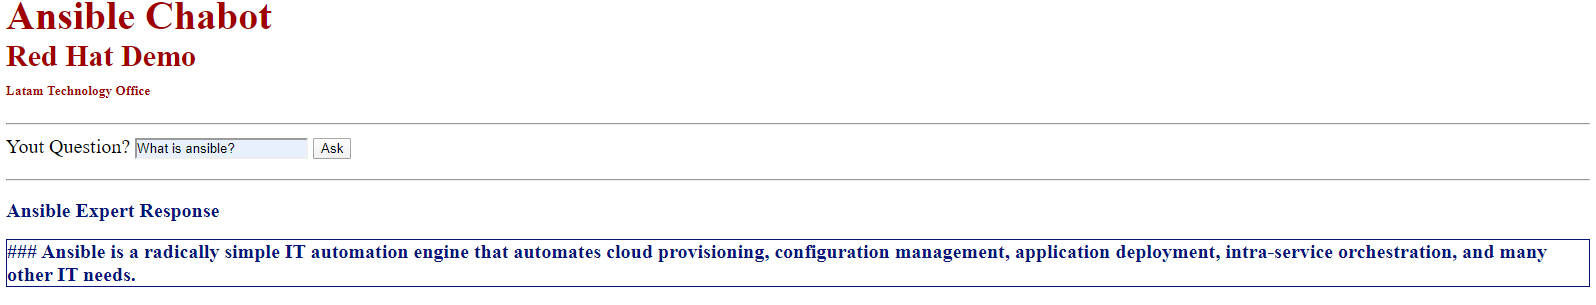 Ansible Chabot
Red Hat Demo
Latam Technology Office
Yout Question? What is ansible? Ask
Ansible Expert Response
### Ansible is a radically simple IT automation engine that automates cloud provisioning, configuration management, application deployment, intra-service orchestration, and many
other IT needs.